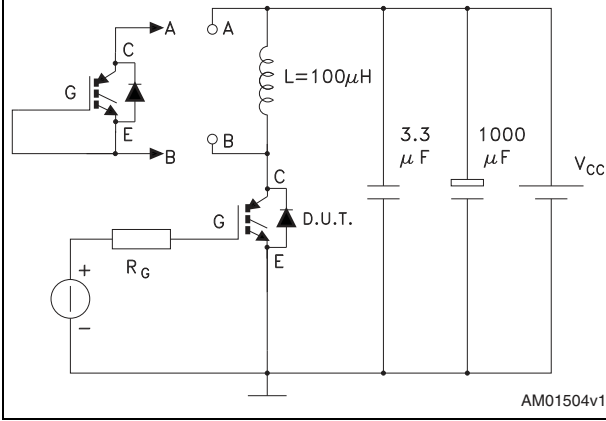 A
A
C
G
L=100μH
E
B
B
3.3
μF
1000
μF
VCC
C
G
D.U.T.
E
RG
+
−
AM01504v1